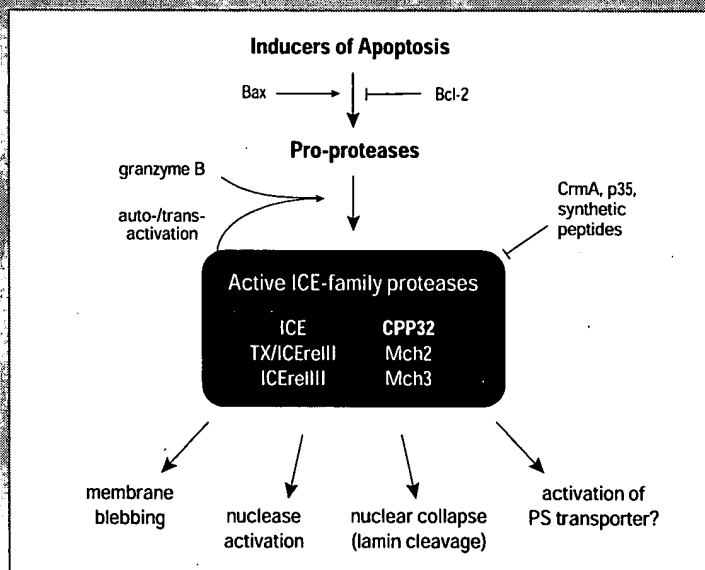 Inducers of Apoptosis
Bax
Bcl-2
Pro-proteases
granzyme B
auto-/trans-
activation
CrmA, p35,
synthetic
peptides
Active ICE-family proteases
ICE CPP32
TX/ICErelII Mch2
ICErelIII Mch3
membrane
blebbing
nuclease
activation
nuclear collapse
(lamin cleavage)
activation of
PS transporter?